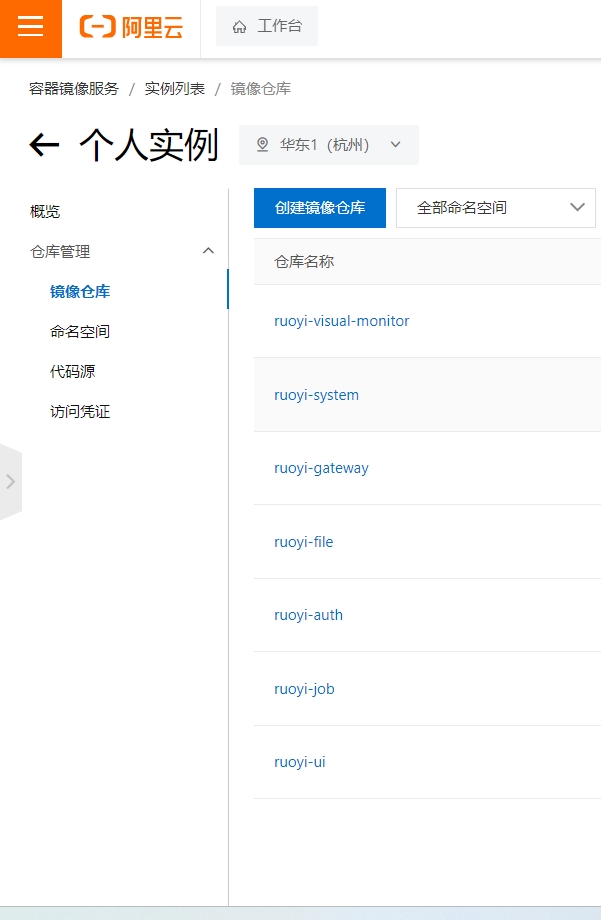 阿里云
工作台
容器镜像服务 / 实例列表 / 镜像仓库
个人实例
华东1（杭州）
概览
仓库管理
镜像仓库
命名空间
代码源
访问凭证
创建镜像仓库
全部命名空间
仓库名称
ruoyi-visual-monitor
ruoyi-system
ruoyi-gateway
ruoyi-file
ruoyi-auth
ruoyi-job
ruoyi-ui